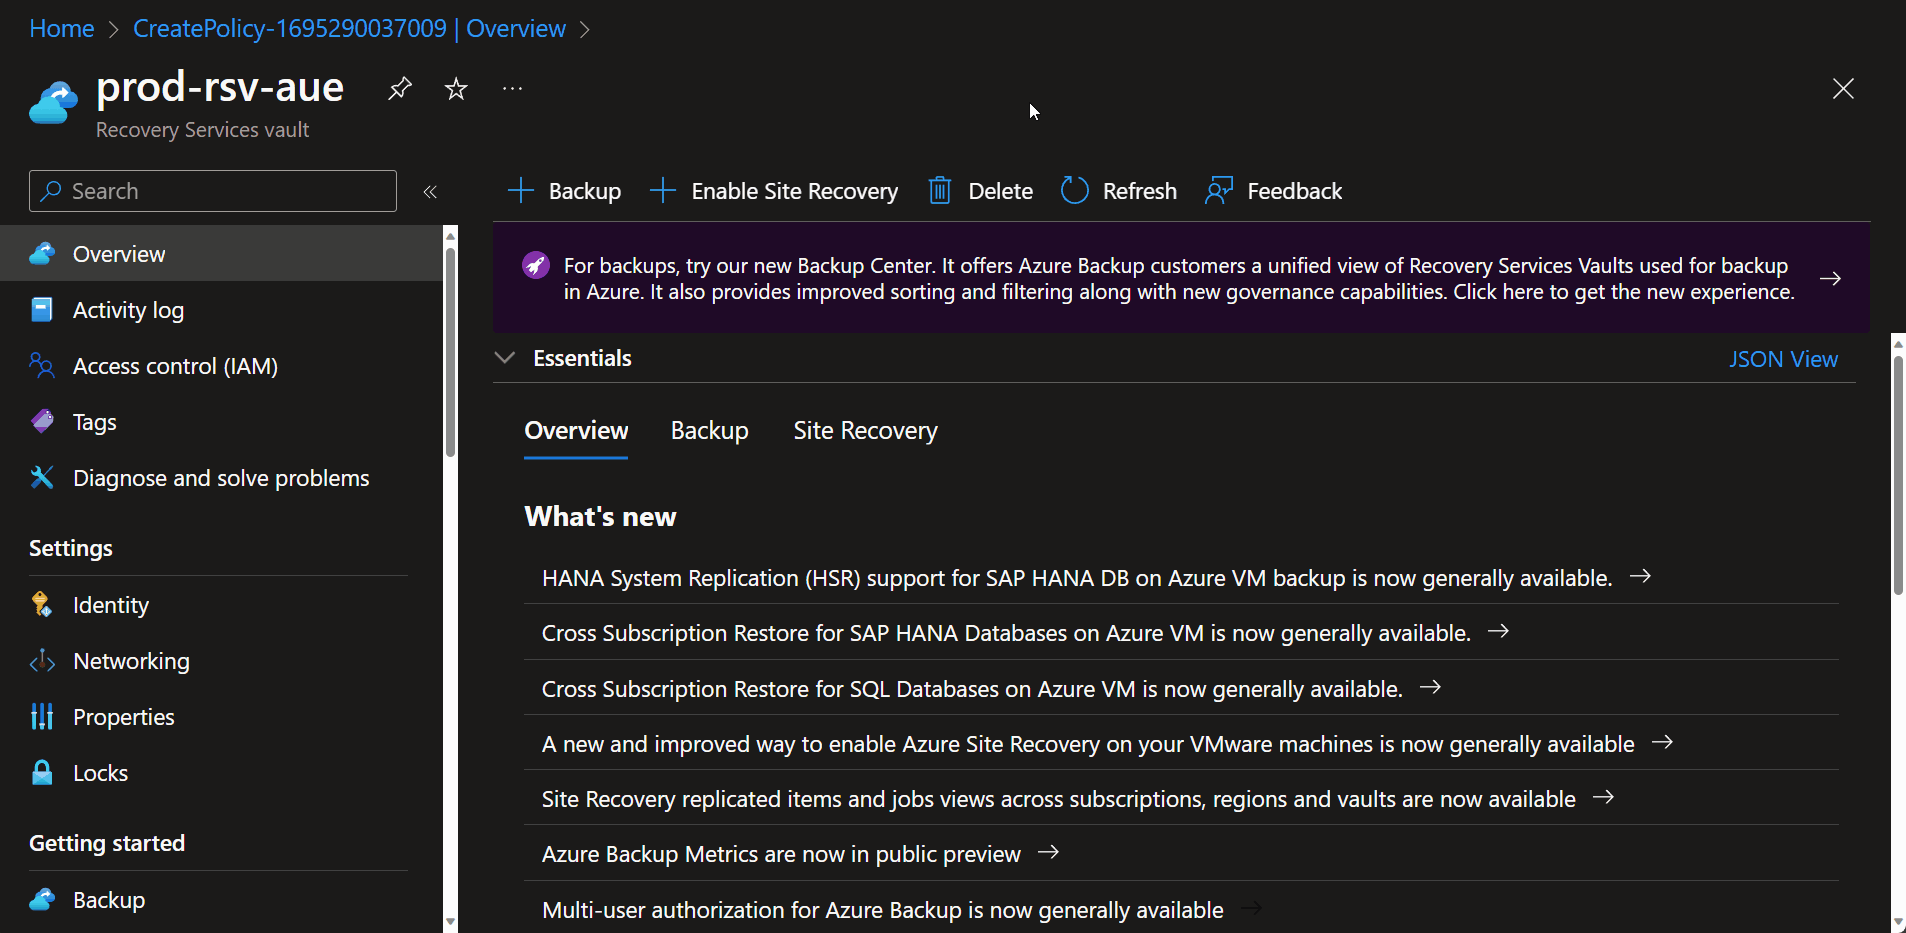 Home > CreatePolicy-1695290037009 | Overview >
prod-rsv-aue
Recovery Services vault
Search
«
Overview
Activity log
Access control (IAM)
Tags
Diagnose and solve problems
Settings
Identity
Networking
Properties
Locks
Getting started
Backup
+ Backup + Enable Site Recovery Delete Refresh Feedback
For backups, try our new Backup Center. It offers Azure Backup customers a unified view of Recovery Services Vaults used for backup
in Azure. It also provides improved sorting and filtering along with new governance capabilities. Click here to get the new experience. →
Essentials JSON View
Overview Backup Site Recovery
What's new
HANA System Replication (HSR) support for SAP HANA DB on Azure VM backup is now generally available. →
Cross Subscription Restore for SAP HANA Databases on Azure VM is now generally available. →
Cross Subscription Restore for SQL Databases on Azure VM is now generally available. →
A new and improved way to enable Azure Site Recovery on your VMware machines is now generally available →
Site Recovery replicated items and jobs views across subscriptions, regions and vaults are now available →
Azure Backup Metrics are now in public preview →
Multi-user authorization for Azure Backup is now generally available →